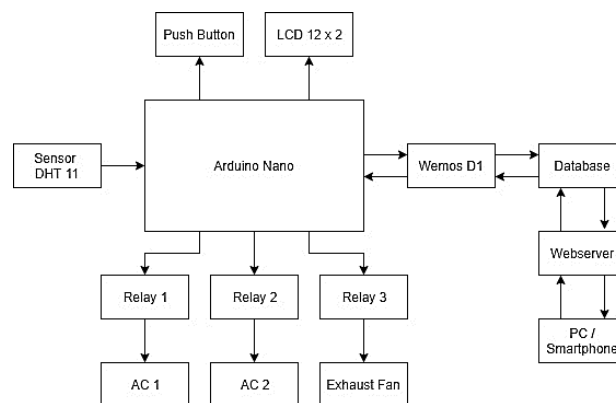 Push Button
LCD 12 x 2
Sensor
DHT 11
Arduino Nano
Wemos D1
Database
Webserver
PC /
Smartphone
Relay 1
Relay 2
Relay 3
AC 1
AC 2
Exhaust Fan